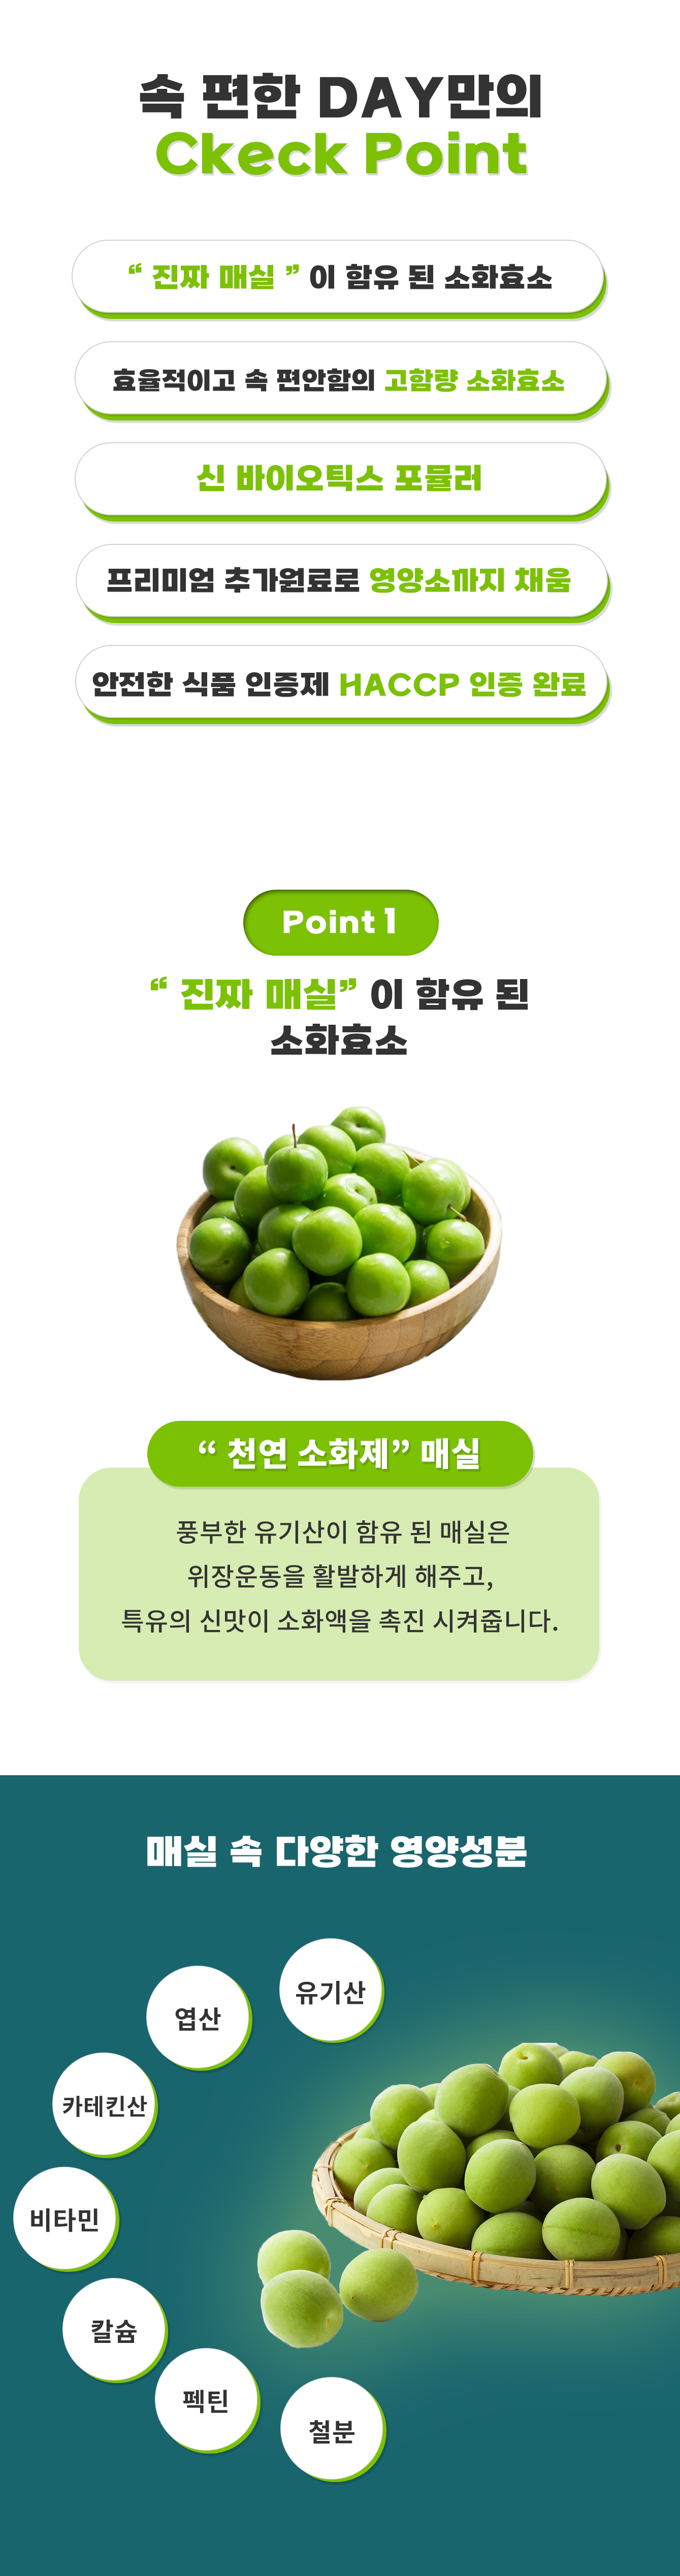 속 편한 DAY만의
Ckeck Point
“ 진짜 매실 ” 이 함유 된 소화효소
효율적이고 속 편안함의 고함량 소화효소
신 바이오틱스 포뮬러
프리미엄 추가원료로 영양소까지 채움
안전한 식품 인증제 HACCP 인증 완료
Point 1
“ 진짜 매실” 이 함유 된
소화효소
“ 천연 소화제” 매실
풍부한 유기산이 함유 된 매실은
위장운동을 활발하게 해주고,
특유의 신맛이 소화액을 촉진 시켜줍니다.
매실 속 다양한 영양성분
유기산
엽산
카테킨산
비타민
칼슘
펙틴
철분